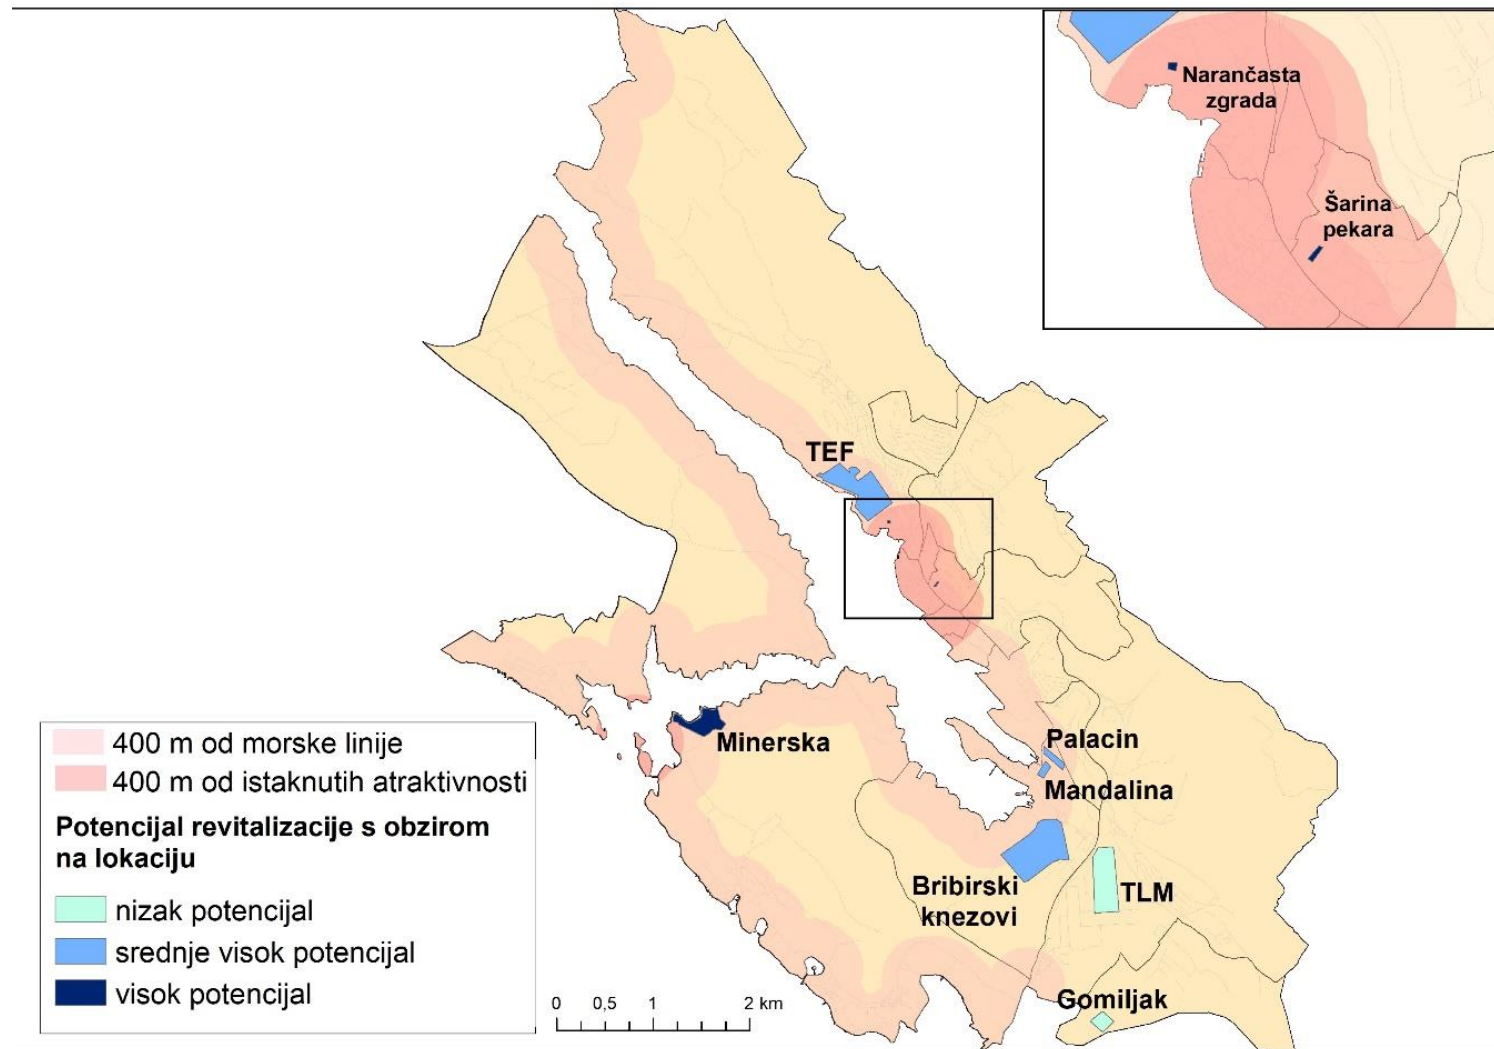 Narančasta
zgrada
Šarina
pekara
TEF
Minerska
Palacin
Mandalina
Bribirski
knezovi
TLM
Gomiljak
400 m od morske linije
400 m od istaknutih atraktivnosti
Potencijal revitalizacije s obzirom
na lokaciju
nizak potencijal
srednje visok potencijal
visok potencijal
0 0,5 1 2 km